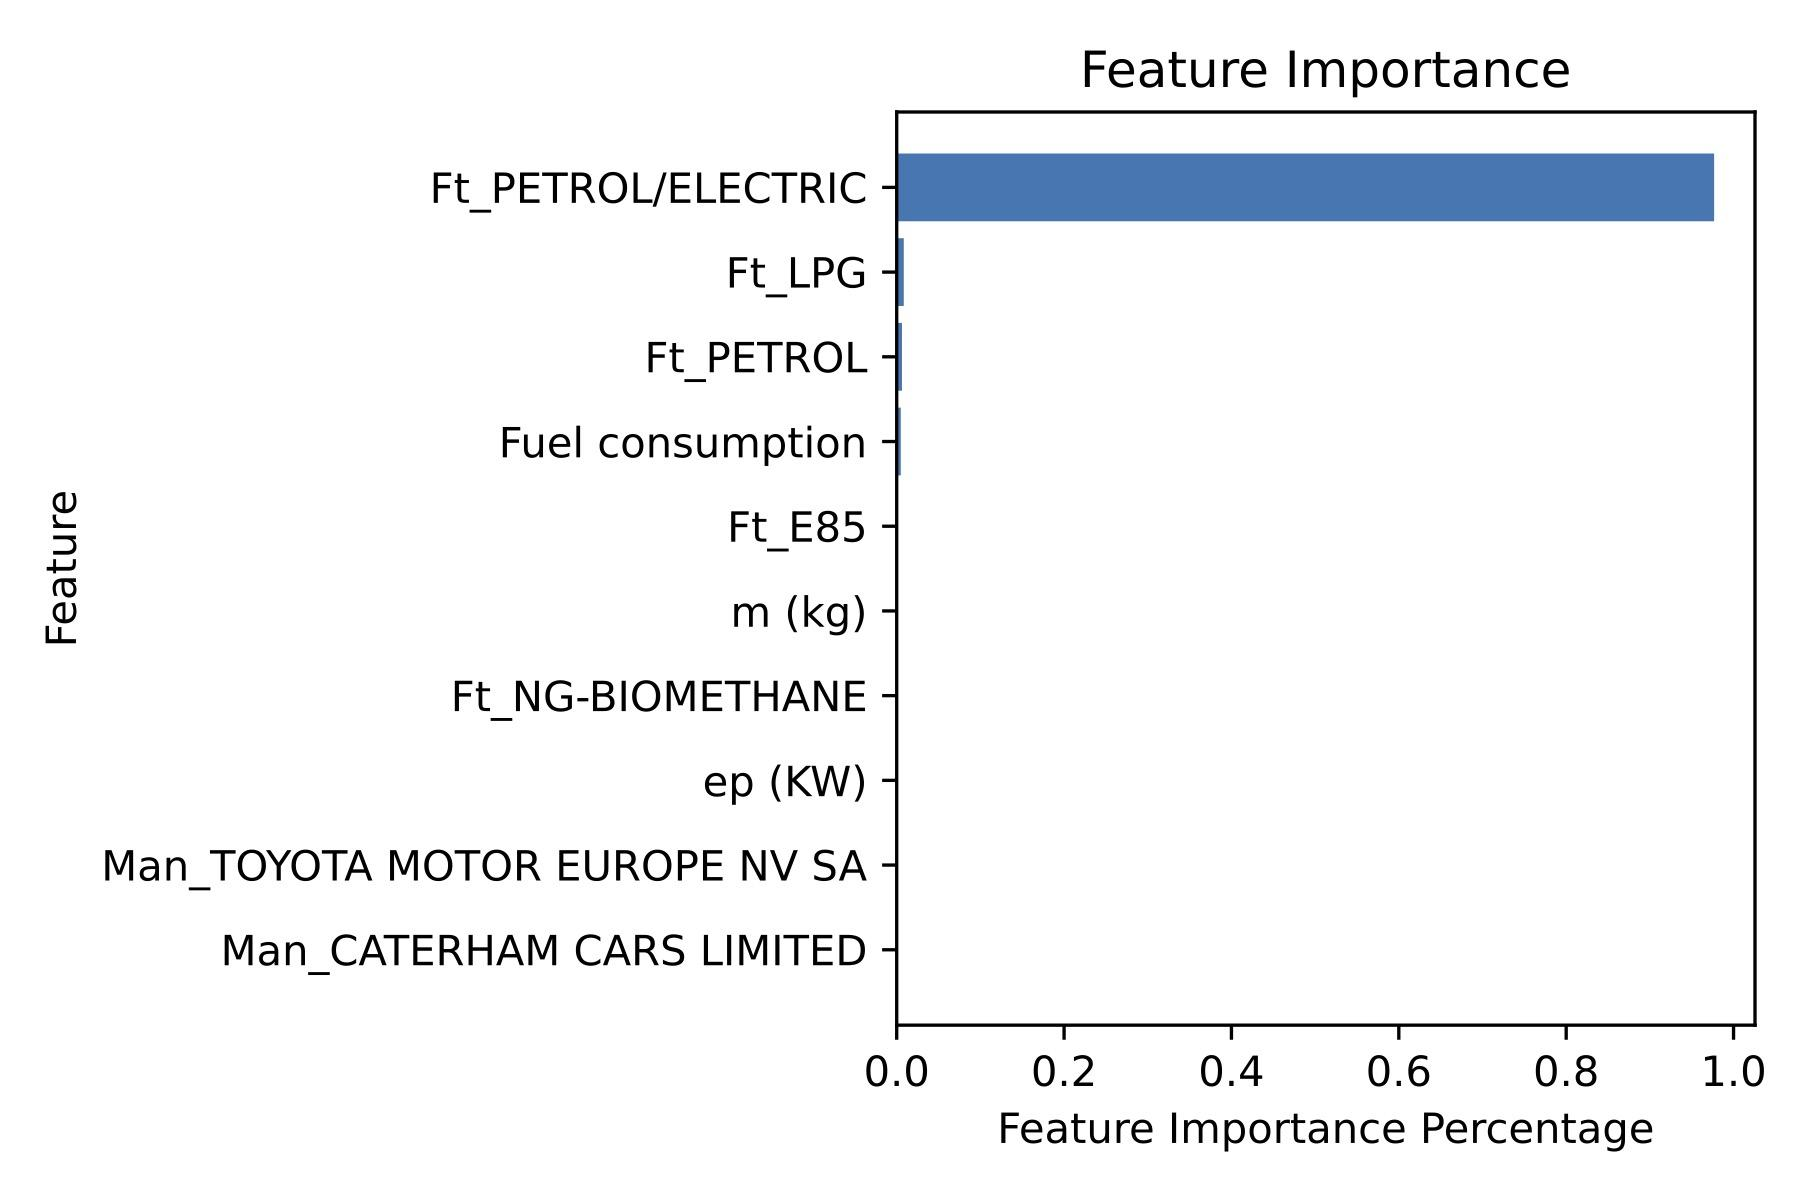 Feature Importance
Feature
Ft_PETROL/ELECTRIC
Ft_LPG
Ft_PETROL
Fuel consumption
Ft_E85
m (kg)
Ft_NG-BIOMETHANE
ep (KW)
Man_TOYOTA MOTOR EUROPE NV SA
Man_CATERHAM CARS LIMITED
0.0 0.2 0.4 0.6 0.8 1.0
Feature Importance Percentage